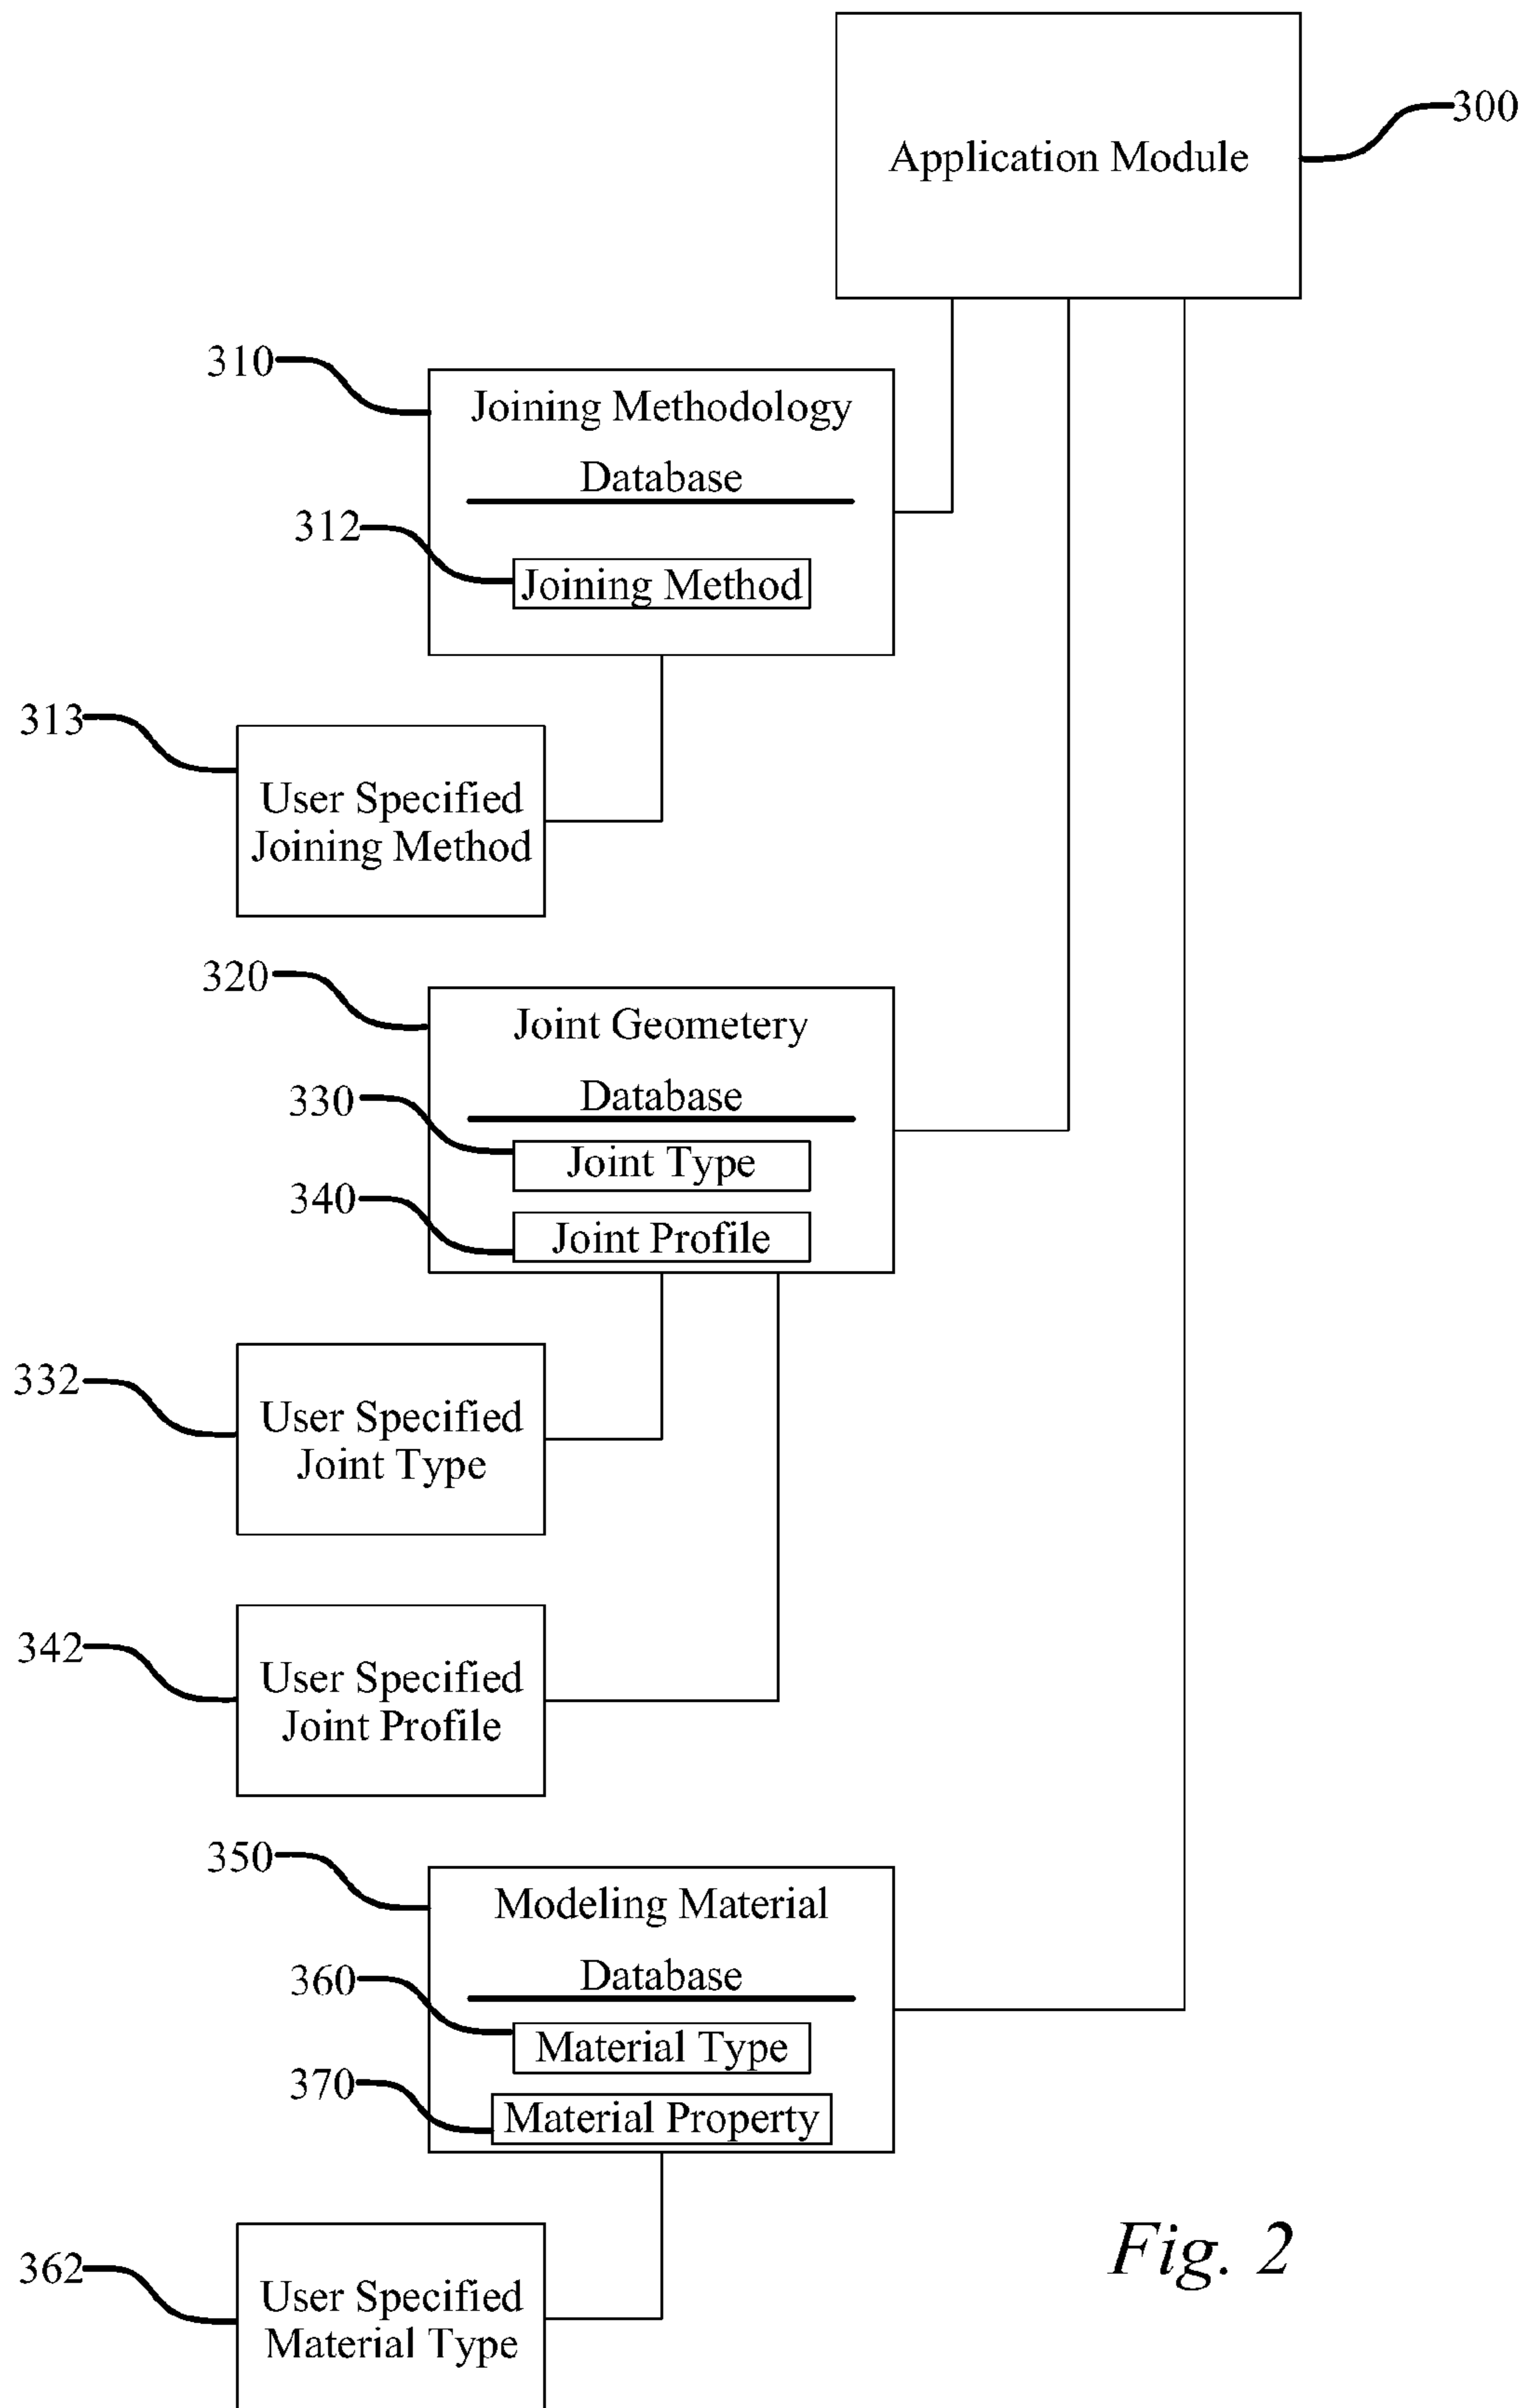 Application Module
300
310
Joining Methodology
Database
312
Joining Method
313
User Specified
Joining Method
320
Joint Geometery
Database
330
Joint Type
340
Joint Profile
332
User Specified
Joint Type
342
User Specified
Joint Profile
350
Modeling Material
Database
360
Material Type
370
Material Property
362
User Specified
Material Type
Fig. 2